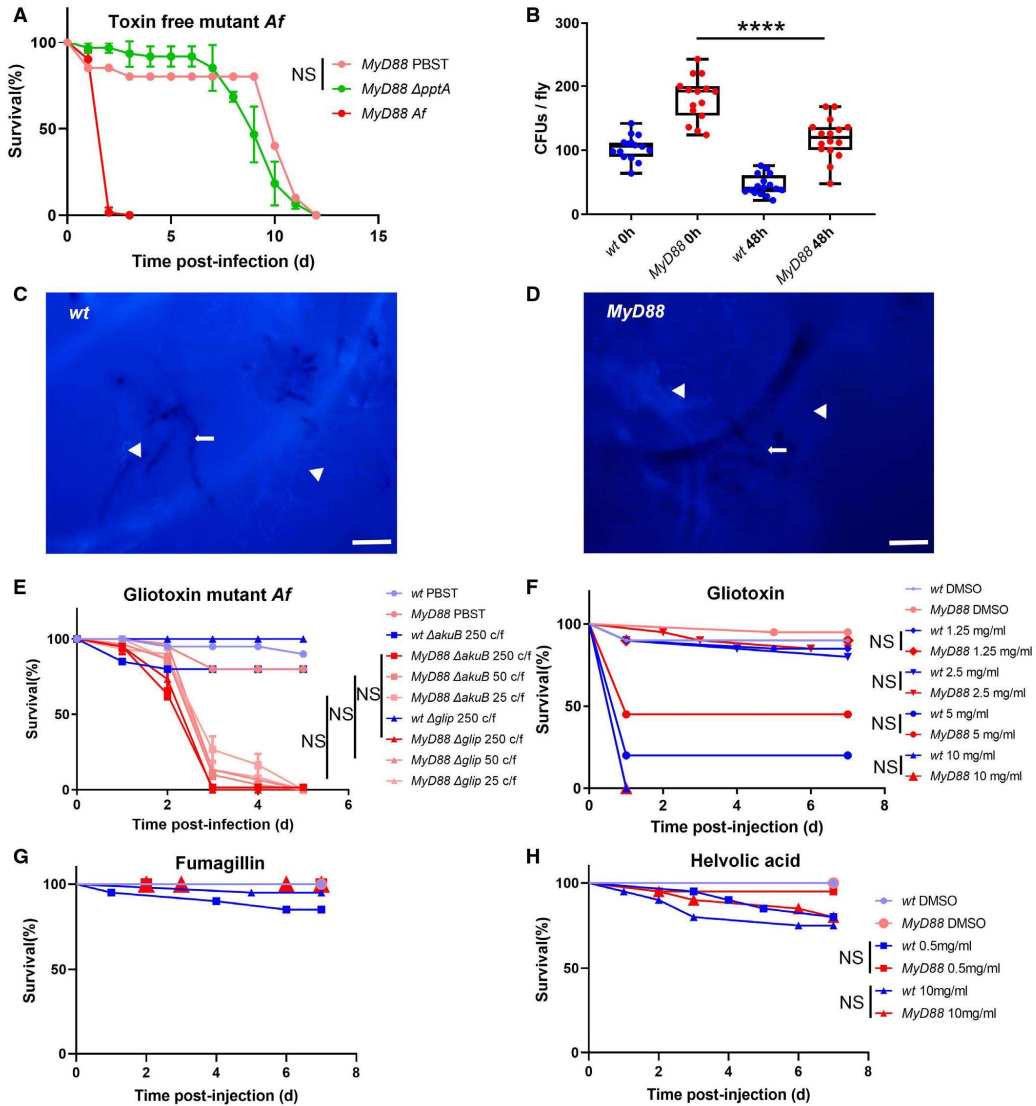 A
Toxin free mutant Af
Survival(%)
100
50
0
0 5 10 15
Time post-infection (d)
NS
MyD88 PBST
MyD88 ΔpptA
MyD88 Af
B
****
CFUs / fly
300
200
100
0
wt 0h
MyD88 0h
wt 48h
MyD88 48h
C
wt
D
MyD88
E
Gliotoxin mutant Af
Survival(%)
100
50
0
0 2 4 6
Time post-infection (d)
NS
NS
NS
wt PBST
MyD88 PBST
wt ΔakuB 250 c/f
MyD88 ΔakuB 250 c/f
MyD88 ΔakuB 50 c/f
MyD88 ΔakuB 25 c/f
wt Δglip 250 c/f
MyD88 Δglip 250 c/f
MyD88 Δglip 50 c/f
MyD88 Δglip 25 c/f
F
Gliotoxin
Survival(%)
100
50
0
0 2 4 6 8
Time post-injection (d)
wt DMSO
MyD88 DMSO
NS
wt 1.25 mg/ml
MyD88 1.25 mg/ml
NS
wt 2.5 mg/ml
MyD88 2.5 mg/ml
NS
wt 5 mg/ml
MyD88 5 mg/ml
NS
wt 10 mg/ml
MyD88 10 mg/ml
G
Fumagillin
Survival(%)
100
50
0
0 2 4 6 8
Time post-injection (d)
H
Helvolic acid
Survival(%)
100
50
0
0 2 4 6 8
Time post-injection (d)
wt DMSO
MyD88 DMSO
NS
wt 0.5mg/ml
MyD88 0.5mg/ml
NS
wt 10mg/ml
MyD88 10mg/ml